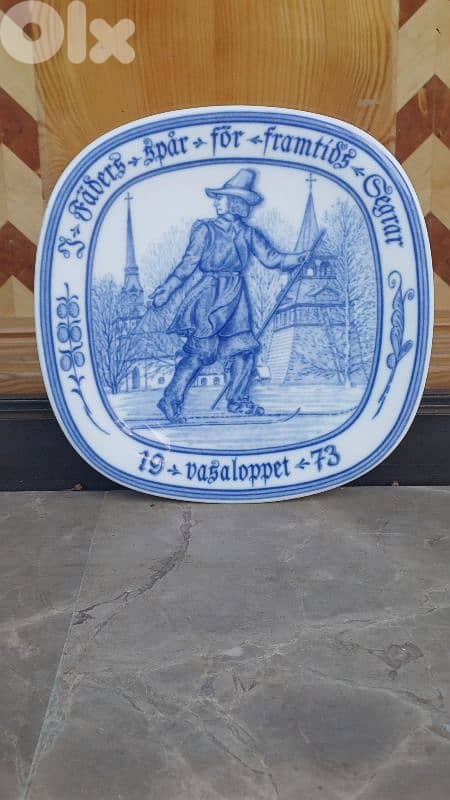 OLX
I Fäders spår för framtids Segrar
19 vasaloppet 73